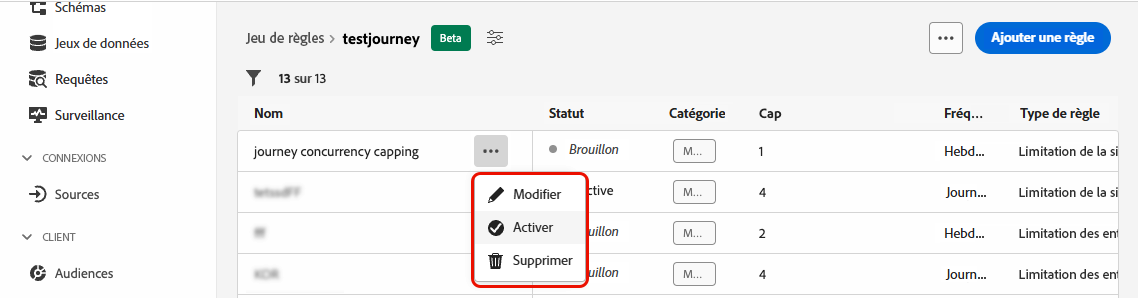 Schémas
Jeux de données
Requêtes
Surveillance
CONNEXIONS
Sources
CLIENT
Audiences
Jeu de règles > testjourney Beta
Ajouter une règle
13 sur 13
Nom Statut Catégorie Cap Fréq... Type de règle
journey concurrency capping Brouillon M... 1 Hebd... Limitation de la si
Modifier
ctive M... 4 Journ... Limitation de la si
Activer
uillon M... 2 Hebd... Limitation des ent
Supprimer
uillon M... 4 Journ... Limitation des ent